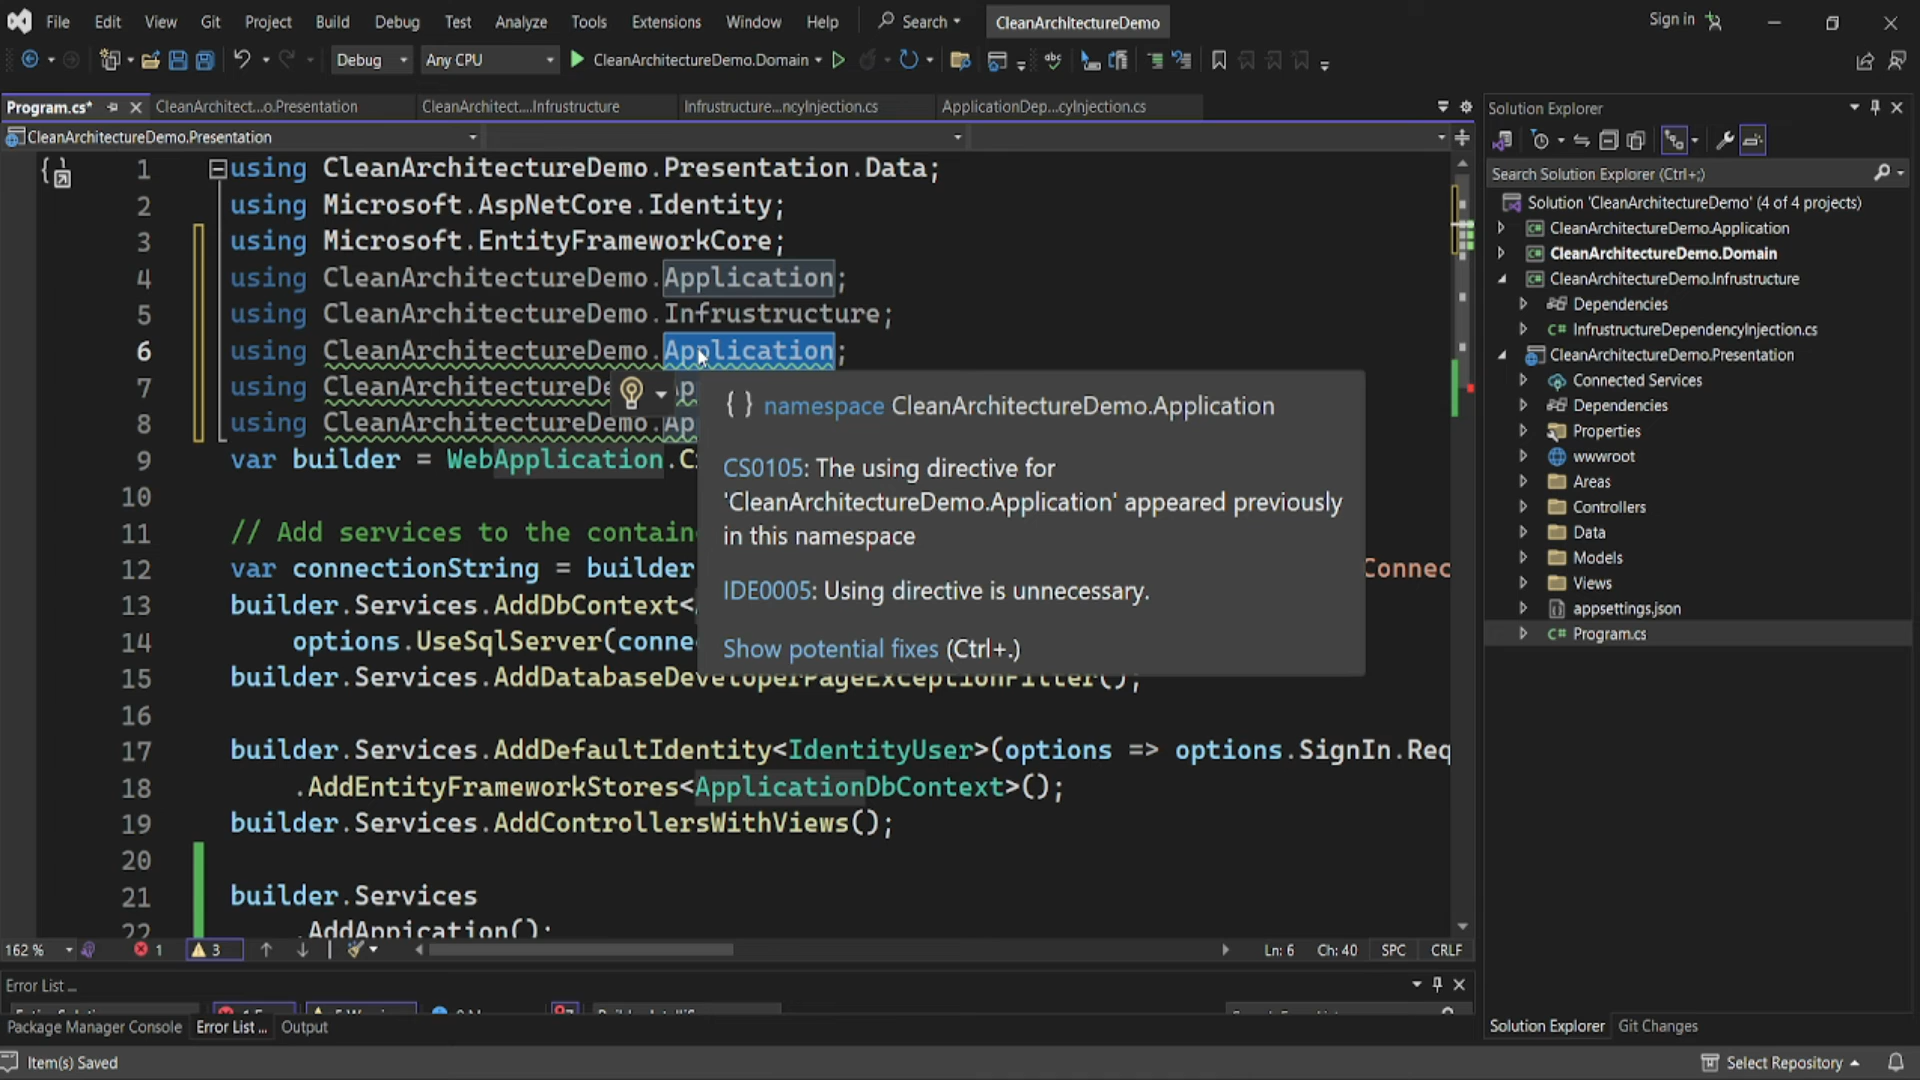 File Edit View Git Project Build Debug Test Analyze Tools Extensions Window Help Search CleanArchitectureDemo Sign in
Debug Any CPU CleanArchitectureDemo.Domain
Program.cs* CleanArchitect...o.Presentation CleanArchitect....Infrustructure Infrustructure...ncyInjection.cs ApplicationDep...cyInjection.cs
CleanArchitectureDemo.Presentation
1 using CleanArchitectureDemo.Presentation.Data;
2 using Microsoft.AspNetCore.Identity;
3 using Microsoft.EntityFrameworkCore;
4 using CleanArchitectureDemo.Application;
5 using CleanArchitectureDemo.Infrustructure;
6 using CleanArchitectureDemo.Application;
7 using CleanArchitectureDe
8 using CleanArchitectureDemo.Ap
9 var builder = WebApplication.C
10
11 // Add services to the contain
12 var connectionString = builder Connec
13 builder.Services.AddDbContext<
14 options.UseSqlServer(conne
15 builder.Services.AddDatabaseDeveloperPageExceptionFilter();
16
17 builder.Services.AddDefaultIdentity<IdentityUser>(options => options.SignIn.Req
18 .AddEntityFrameworkStores<ApplicationDbContext>();
19 builder.Services.AddControllersWithViews();
20
21 builder.Services
22 .AddAppication();
{ } namespace CleanArchitectureDemo.Application
CS0105: The using directive for
'CleanArchitectureDemo.Application' appeared previously
in this namespace
IDE0005: Using directive is unnecessary.
Show potential fixes (Ctrl+.)
162 % 1 3 Ln: 6 Ch: 40 SPC CRLF
Error List ...
Package Manager Console Error List ... Output
Item(s) Saved
Solution Explorer
Search Solution Explorer (Ctrl+;)
Solution 'CleanArchitectureDemo' (4 of 4 projects)
CleanArchitectureDemo.Application
CleanArchitectureDemo.Domain
CleanArchitectureDemo.Infrustructure
Dependencies
InfrustructureDependencyInjection.cs
CleanArchitectureDemo.Presentation
Connected Services
Dependencies
Properties
wwwroot
Areas
Controllers
Data
Models
Views
appsettings.json
Program.cs
Solution Explorer Git Changes
Select Repository